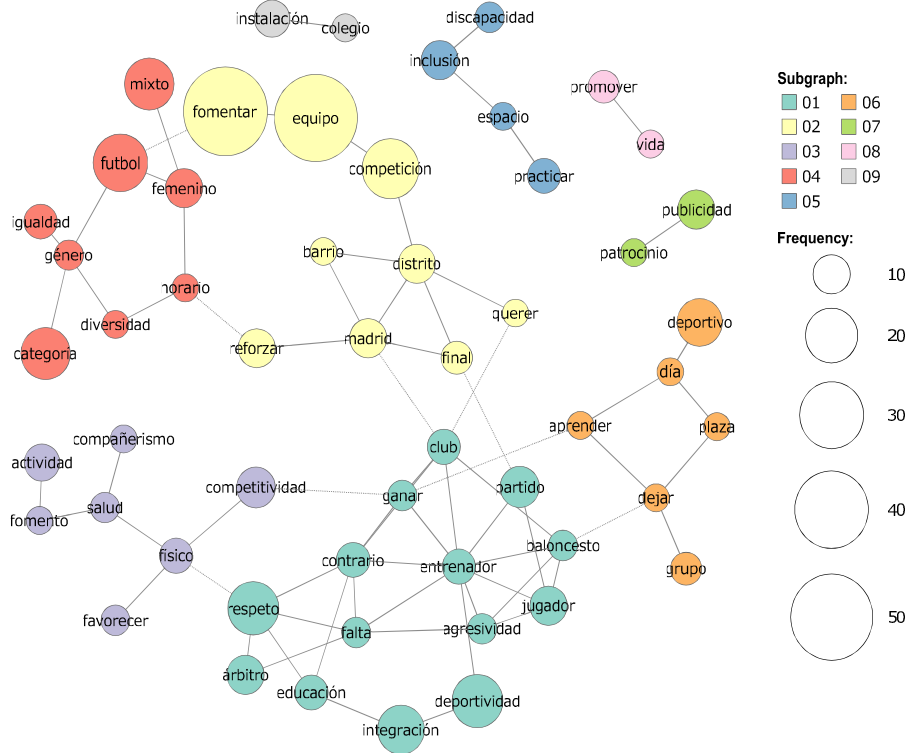 instalación
colegio
discapacidad
inclusión
mixto
promover
fomentar
equipo
espacio
vida
futbol
competición
practicar
femenino
publicidad
igualdad
género
barrio
distrito
patrocinio
horario
diversidad
querer
deportivo
categoría
reforzar
madrid
final
día
compañerismo
aprender
plaza
actividad
club
salud
competitividad
ganar
partido
dejar
fomento
físico
contrario
entrenador
baloncesto
grupo
respeto
jugador
favorecer
falta
agresividad
árbitro
educación
deportividad
integración
Subgraph:
01
02
03
04
05
06
07
08
09
Frequency:
10
20
30
40
50